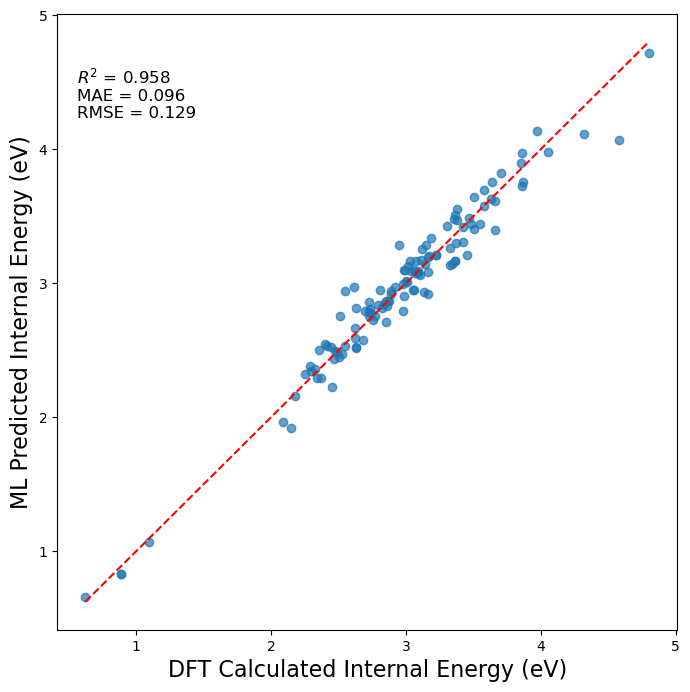 R² = 0.958
MAE = 0.096
RMSE = 0.129
ML Predicted Internal Energy (eV)
5
4
3
2
1
1 2 3 4 5
DFT Calculated Internal Energy (eV)